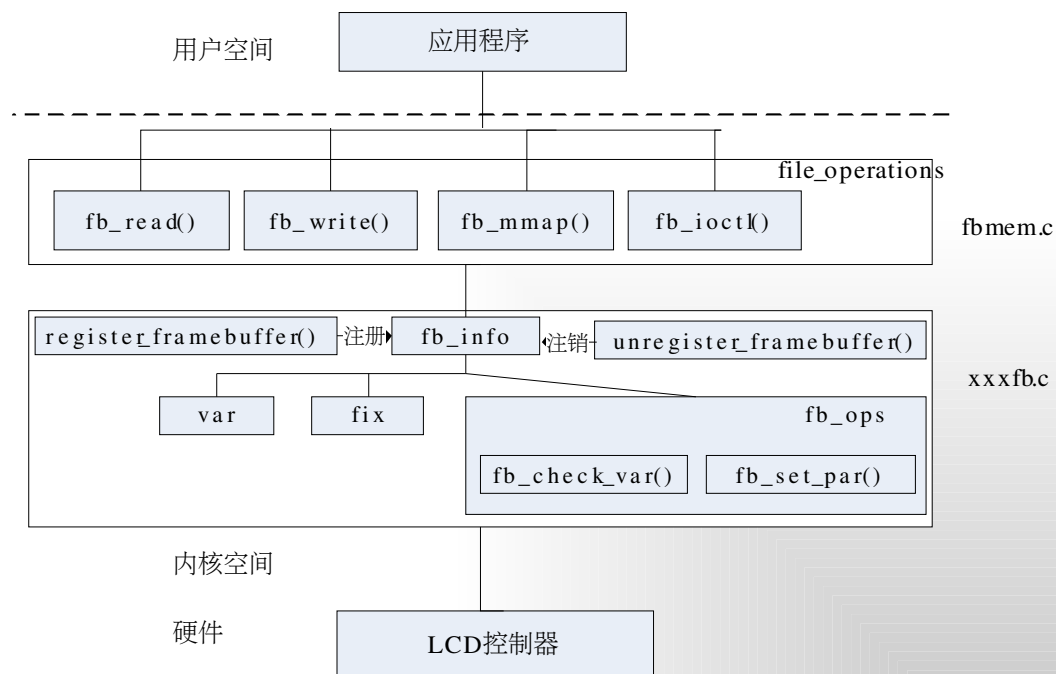 用户空间
应用程序
file_operations
fb_read()
fb_write()
fb_mmap()
fb_ioctl()
fbmem.c
register_framebuffer()
注册
fb_info
注销
unregister_framebuffer()
xxxfb.c
var
fix
fb_ops
fb_check_var()
fb_set_par()
内核空间
硬件
LCD控制器